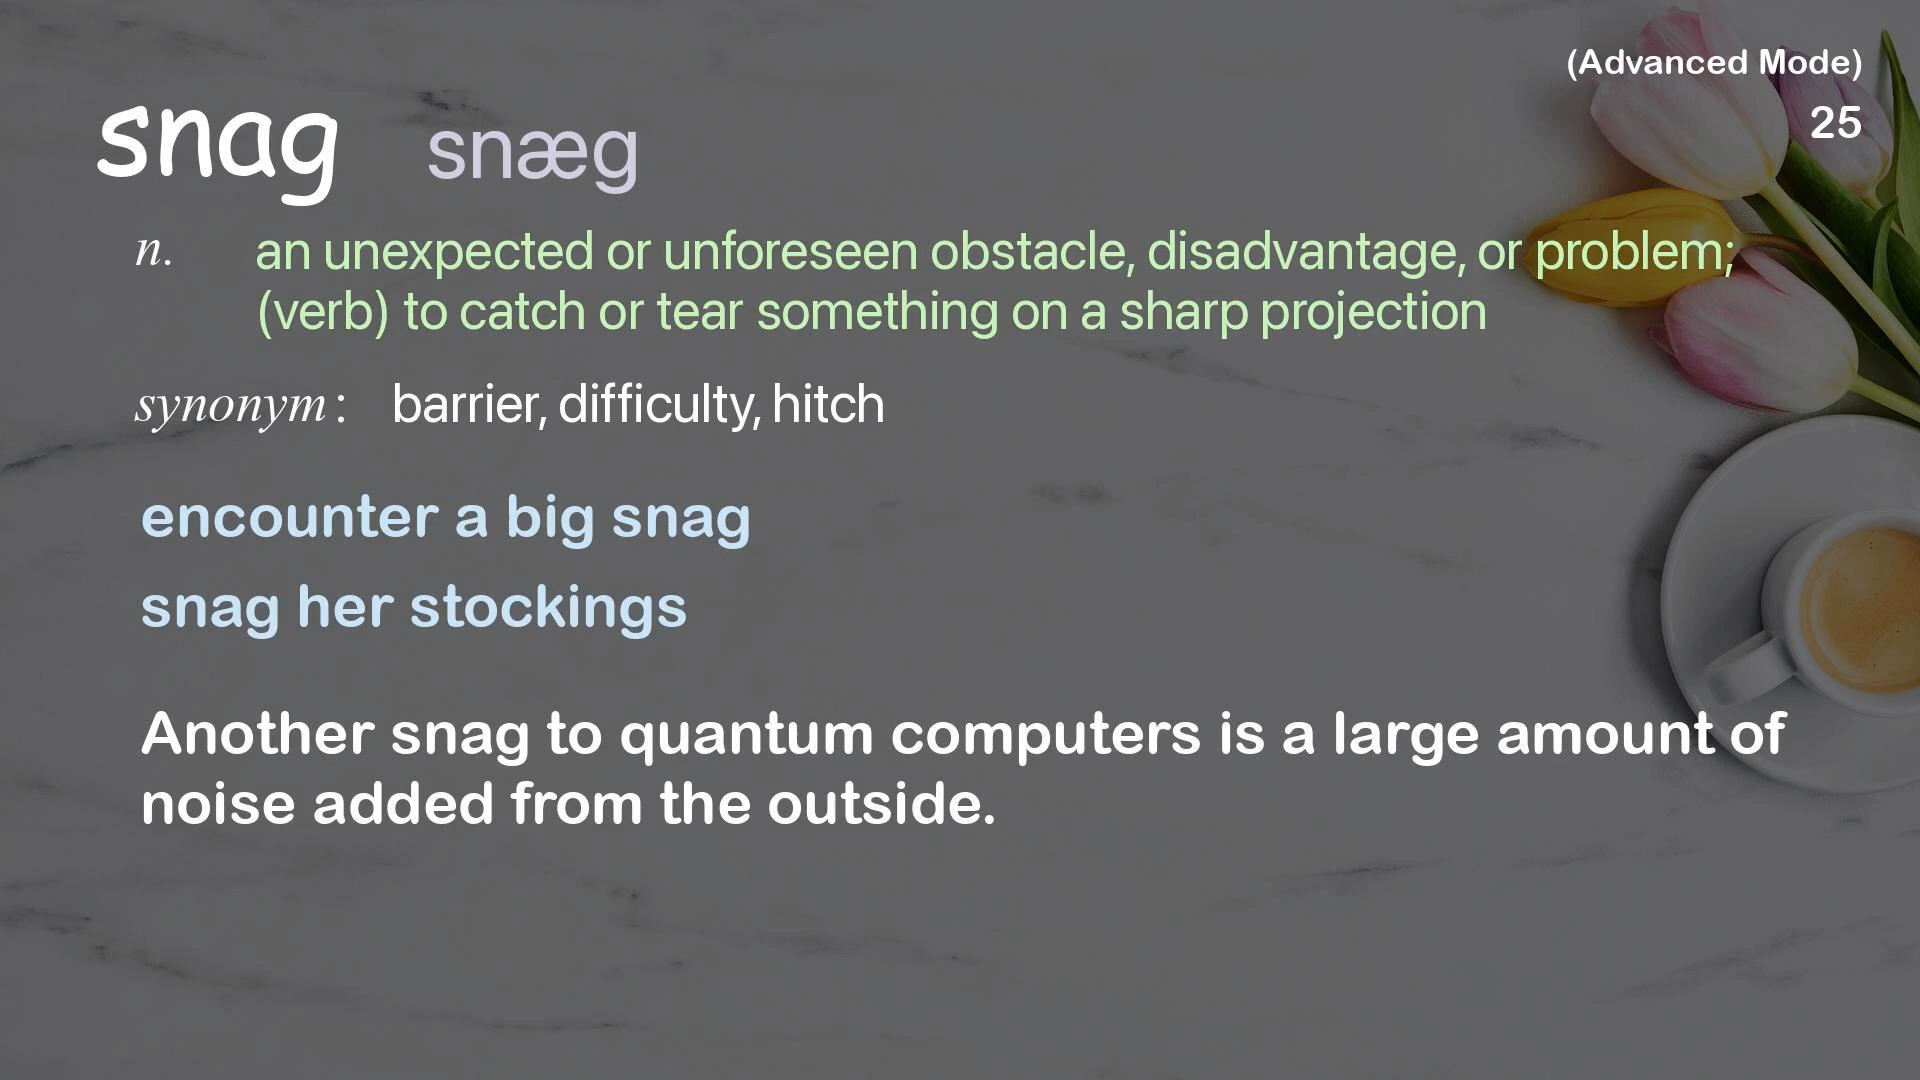 (Advanced Mode)
25
snag snæg
n. an unexpected or unforeseen obstacle, disadvantage, or problem;
(verb) to catch or tear something on a sharp projection
synonym: barrier, difficulty, hitch
encounter a big snag
snag her stockings
Another snag to quantum computers is a large amount of
noise added from the outside.